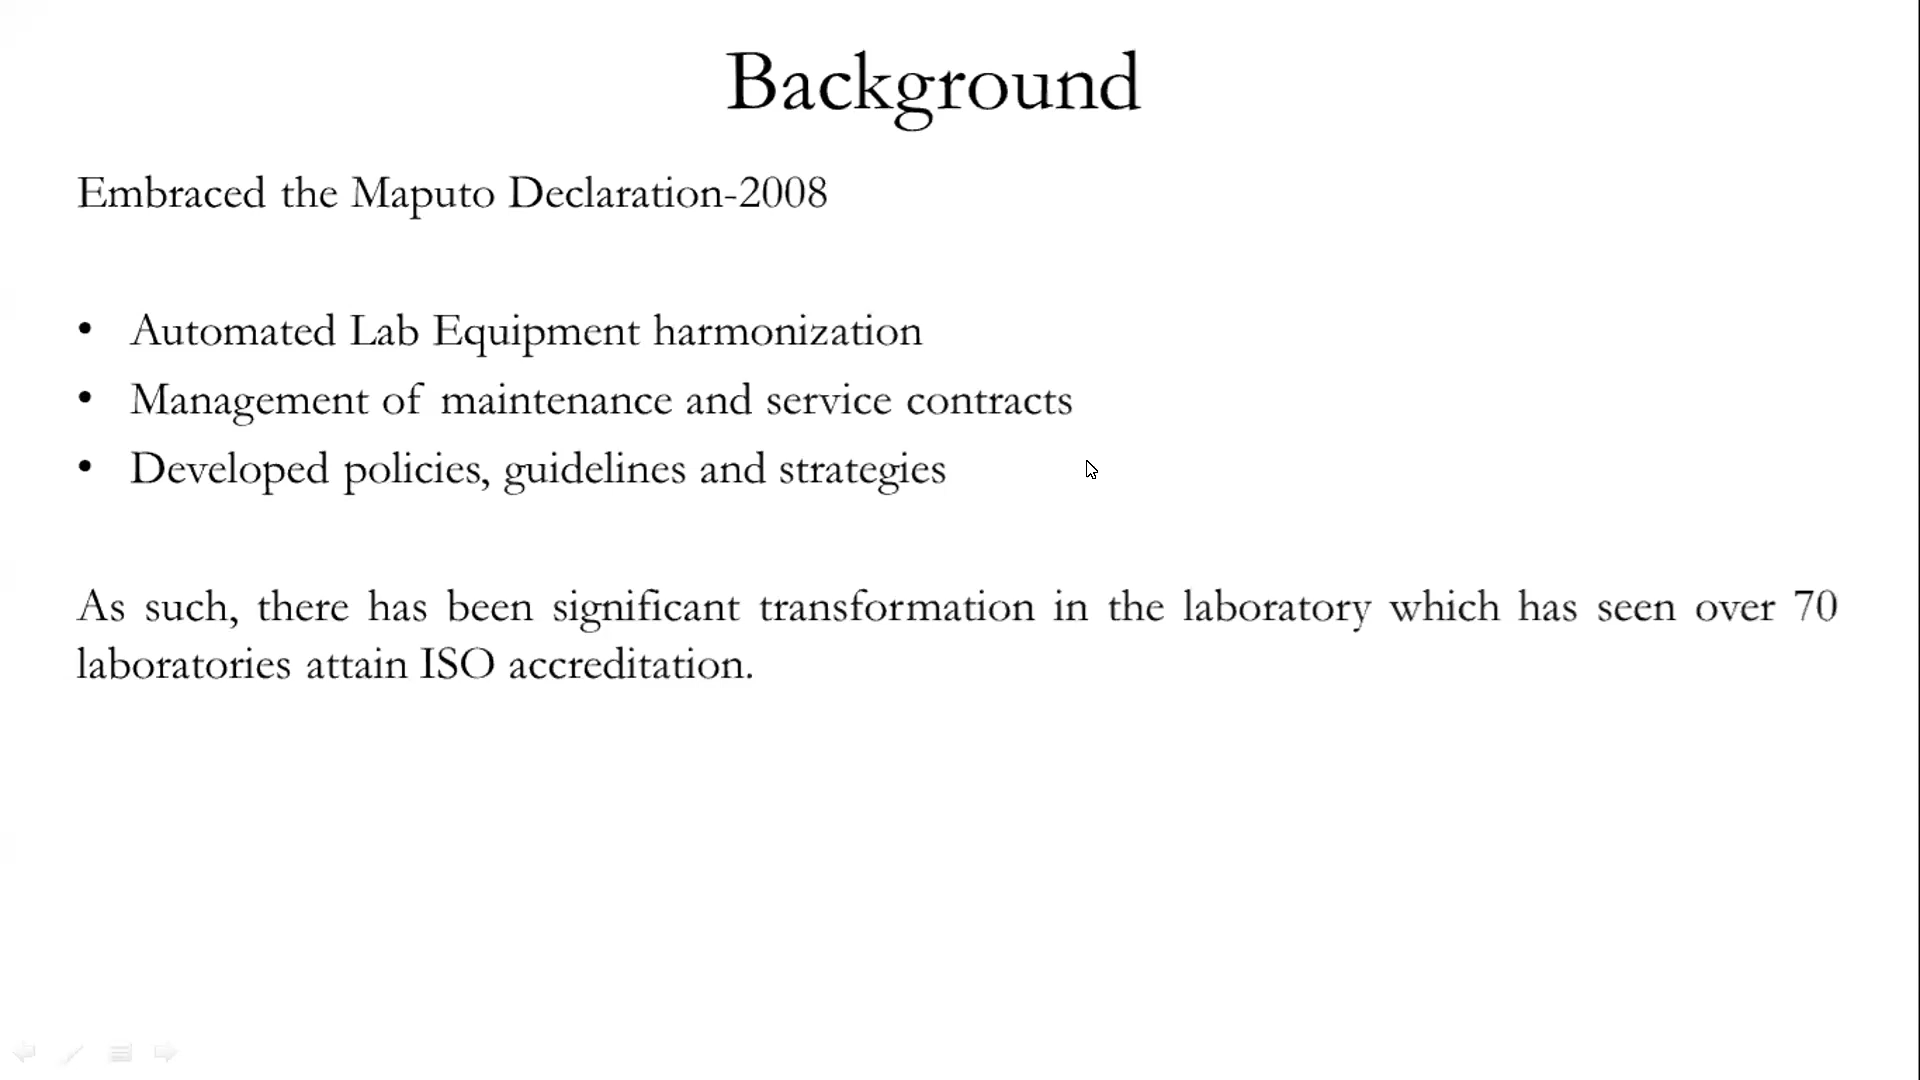 Background
Embraced the Maputo Declaration-2008
• Automated Lab Equipment harmonization
• Management of maintenance and service contracts
• Developed policies, guidelines and strategies
As such, there has been significant transformation in the laboratory which has seen over 70
laboratories attain ISO accreditation.